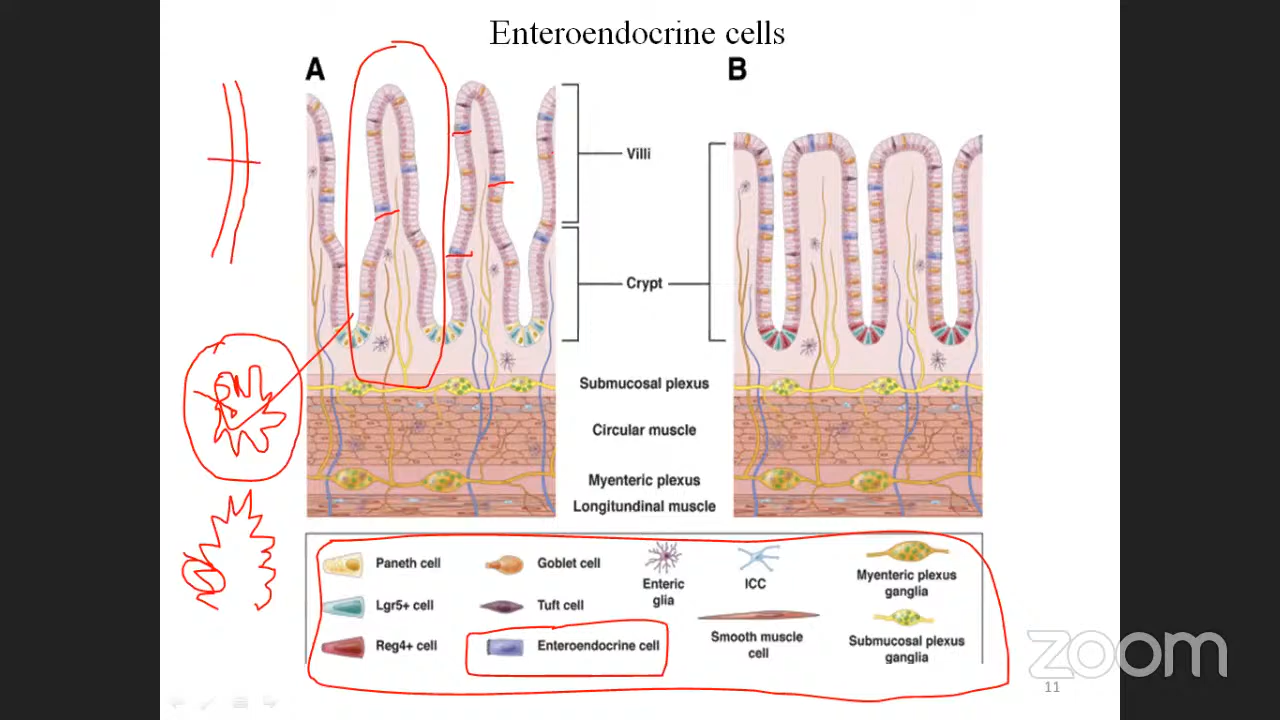 Enteroendocrine cells
A
B
Villi
Crypt
Submucosal plexus
Circular muscle
Myenteric plexus
Longitundinal muscle
Paneth cell
Goblet cell
Enteric
glia
ICC
Myenteric plexus
ganglia
Lgr5+ cell
Tuft cell
Smooth muscle
cell
Submucosal plexus
ganglia
Reg4+ cell
Enteroendocrine cell
zoom
11